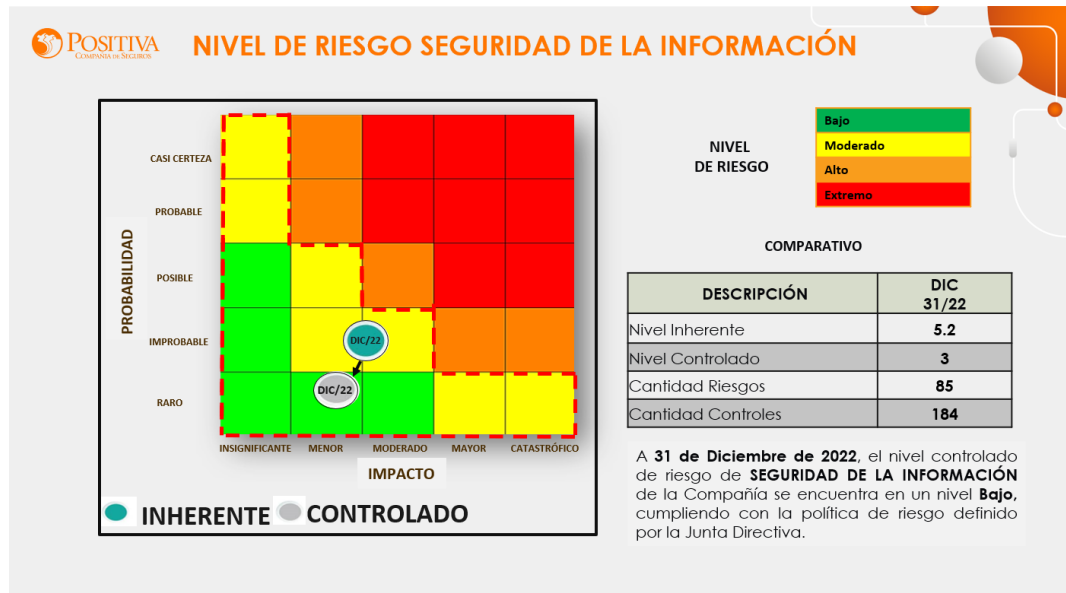 POSITIVA
COMPAÑÍA DE SEGUROS
NIVEL DE RIESGO SEGURIDAD DE LA INFORMACIÓN
PROBABILIDAD
CASI CERTEZA
PROBABLE
POSIBLE
IMPROBABLE
RARO
DIC/22
DIC/22
INSIGNIFICANTE MENOR MODERADO MAYOR CATASTRÓFICO
IMPACTO
INHERENTE CONTROLADO
NIVEL
DE RIESGO
Bajo
Moderado
Alto
Extremo
COMPARATIVO
DESCRIPCIÓN DIC
31/22
Nivel Inherente 5.2
Nivel Controlado 3
Cantidad Riesgos 85
Cantidad Controles 184
A 31 de Diciembre de 2022, el nivel controlado
de riesgo de SEGURIDAD DE LA INFORMACIÓN
de la Compañía se encuentra en un nivel Bajo,
cumpliendo con la política de riesgo definido
por la Junta Directiva.